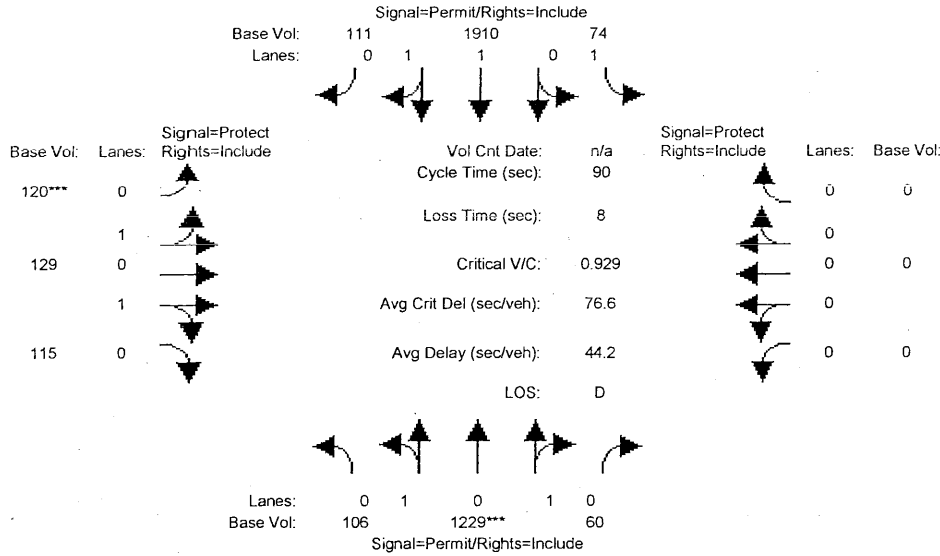 Signal=Permit/Rights=Include
Base Vol: 111 1910 74
Lanes: 0 1 1 0 1
Signal=Protect
Rights=Include
Base Vol: Lanes:
120*** 0
1
129 0
1
115 0
Vol Cnt Date: n/a
Cycle Time (sec): 90
Loss Time (sec): 8
Critical V/C: 0.929
Avg Crit Del (sec/veh): 76.6
Avg Delay (sec/veh): 44.2
LOS: D
Signal=Protect
Rights=Include
Lanes: Base Vol:
0 0
0
0 0
0
0 0
Lanes: 0 1 0 1 0
Base Vol: 106 1229*** 60
Signal=Permit/Rights=Include